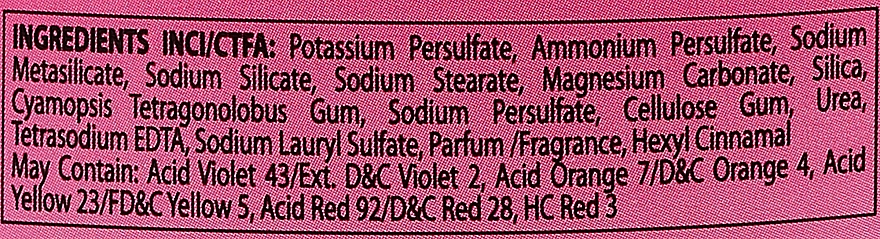 INGREDIENTS INCI/CTFA: Potassium Persulfate, Ammonium Persulfate, Sodium
Metasilicate, Sodium Silicate, Sodium Stearate, Magnesium Carbonate, Silica,
Cyamopsis Tetragonolobus Gum, Sodium Persulfate, Cellulose Gum, Urea,
Tetrasodium EDTA, Sodium Lauryl Sulfate, Parfum /Fragrance, Hexyl Cinnamal
May Contain: Acid Violet 43/Ext. D&C Violet 2, Acid Orange 7/D&C Orange 4, Acid
Yellow 23/FD&C Yellow 5, Acid Red 92/D&C Red 28, HC Red 3